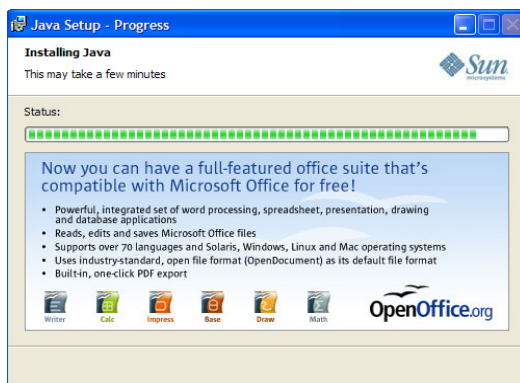 Java Setup - Progress
Installing Java
This may take a few minutes
Sun
microsystems
Status:
Now you can have a full-featured office suite that's
compatible with Microsoft Office for free!
• Powerful, integrated set of word processing, spreadsheet, presentation, drawing
and database applications
• Reads, edits and saves Microsoft Office files
• Supports over 70 languages and Solaris, Windows, Linux and Mac operating systems
• Uses industry-standard, open file format (OpenDocument) as its default file format
• Built-in, one-click PDF export
Writer Calc Impress Base Draw Math
OpenOffice.org